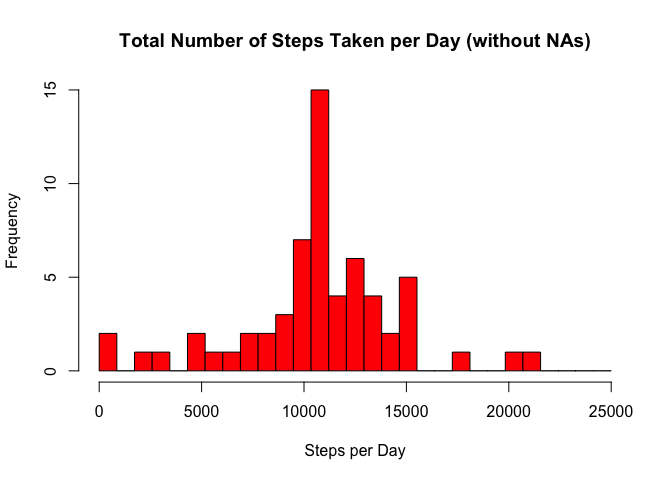 Total Number of Steps Taken per Day (without NAs)
Frequency
15
10
5
0
0 5000 10000 15000 20000 25000
Steps per Day